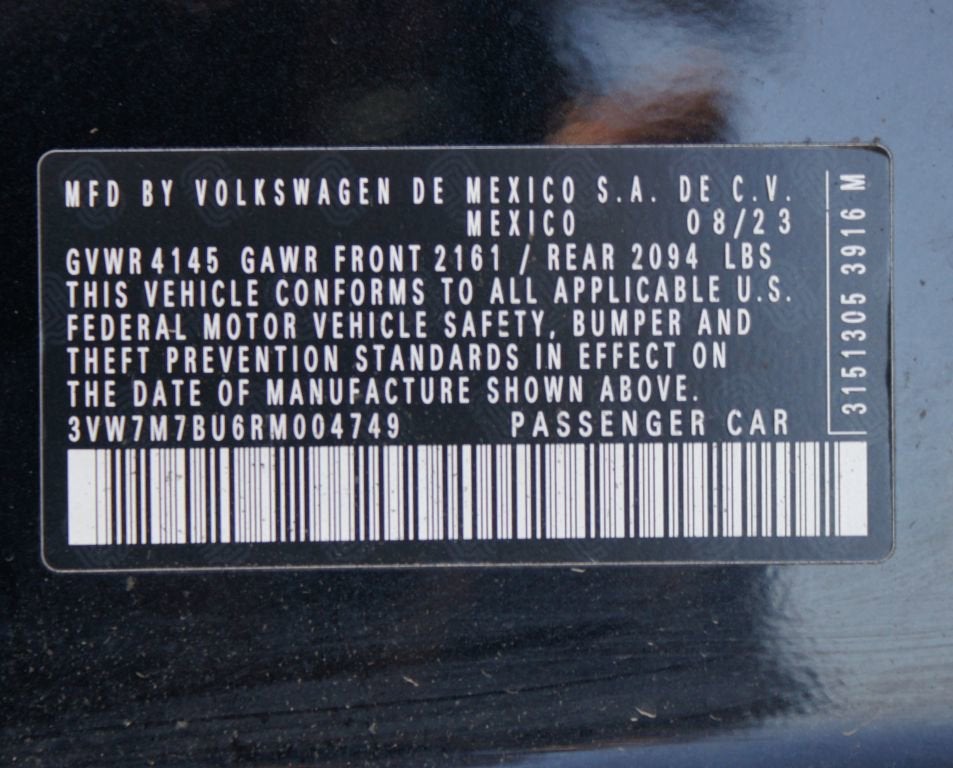 MFD BY VOLKSWAGEN DE MEXICO S.A. DE C.V.
MEXICO 08/23
GVWR 4145 GAWR FRONT 2161 / REAR 2094 LBS
THIS VEHICLE CONFORMS TO ALL APPLICABLE U.S.
FEDERAL MOTOR VEHICLE SAFETY, BUMPER AND
THEFT PREVENTION STANDARDS IN EFFECT ON
THE DATE OF MANUFACTURE SHOWN ABOVE.
3VW7M7BU6RM004749 PASSENGER CAR
3151305 3916 M